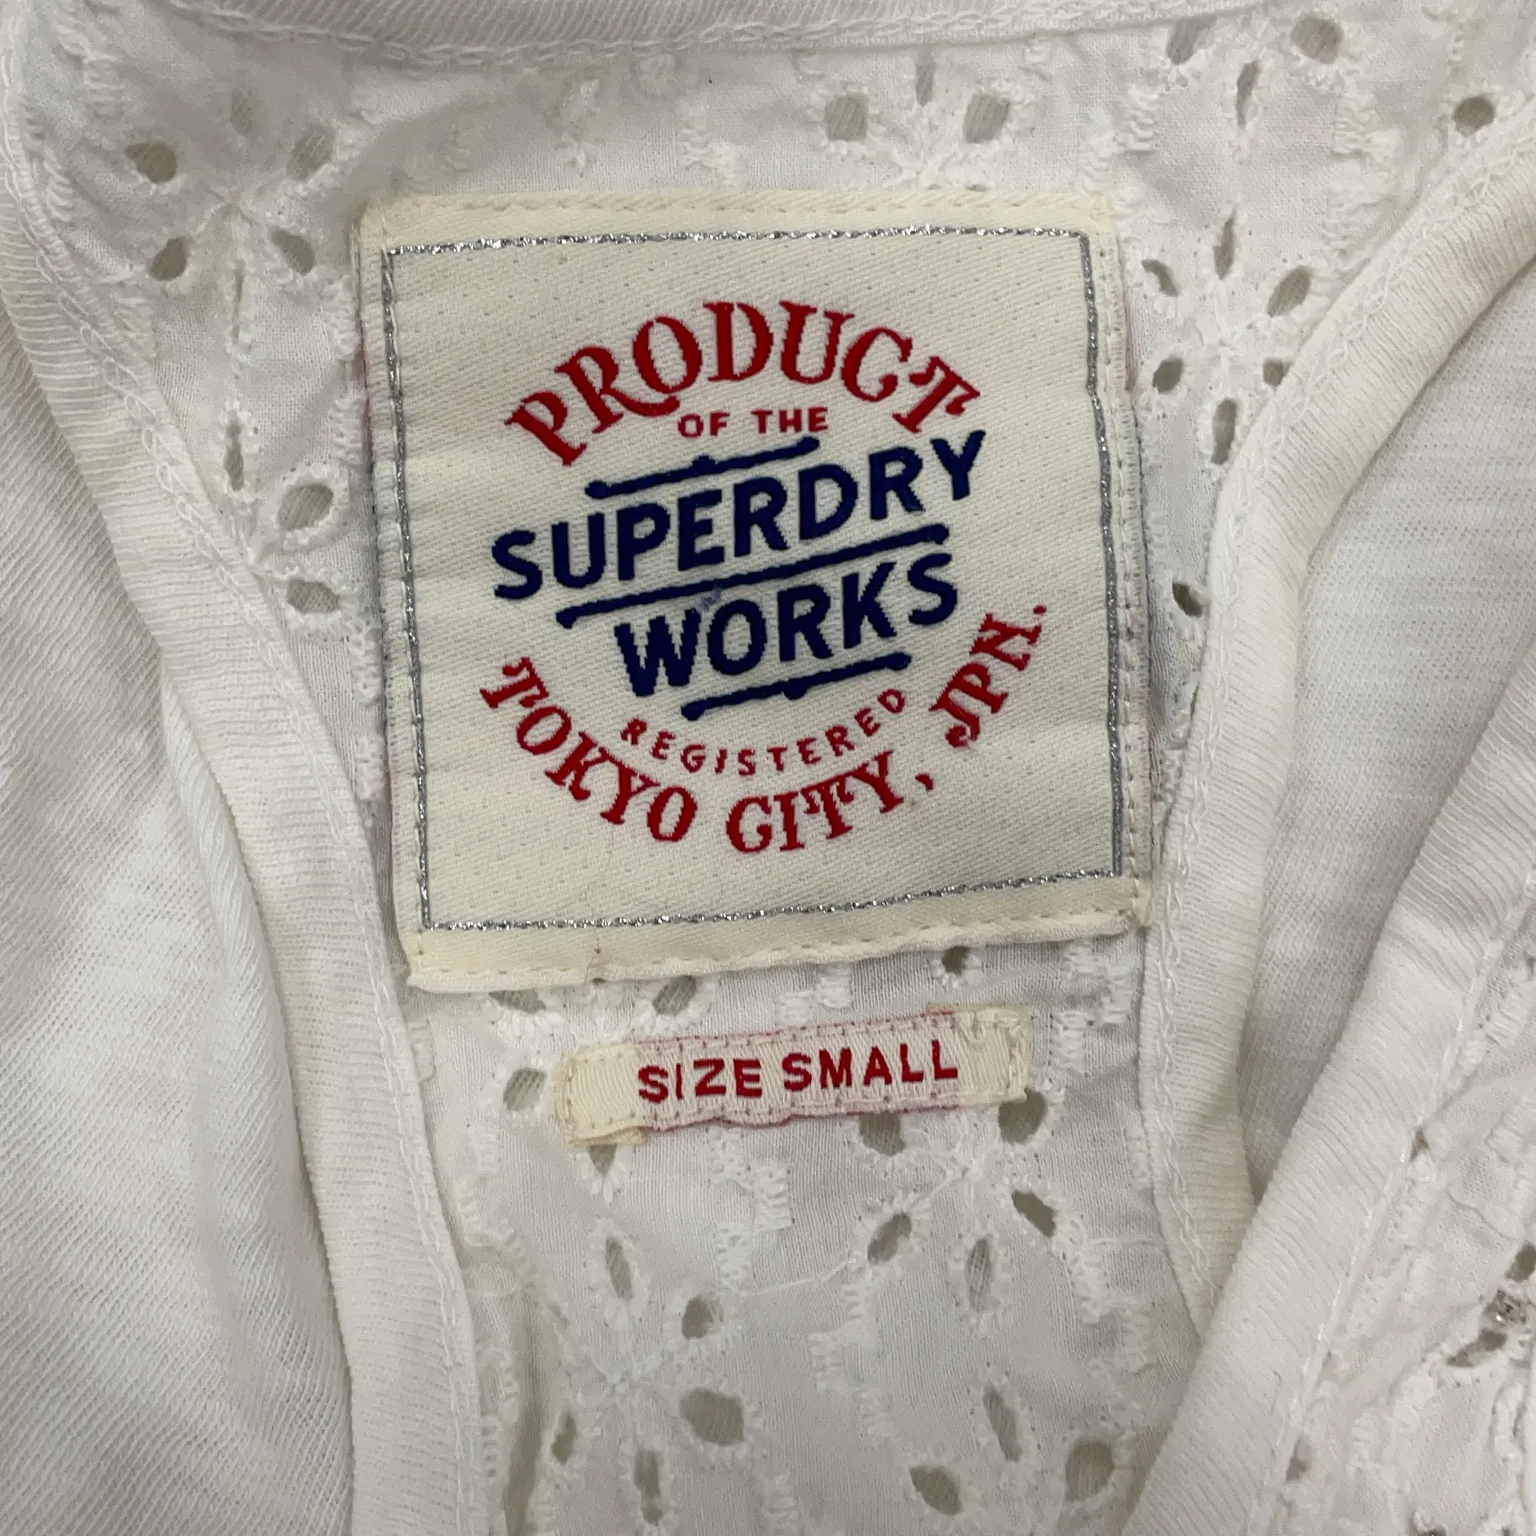 PRODUCT
OF THE
SUPERDRY
WORKS
REGISTERED
TOKYO CITY, JPN.
SIZE SMALL